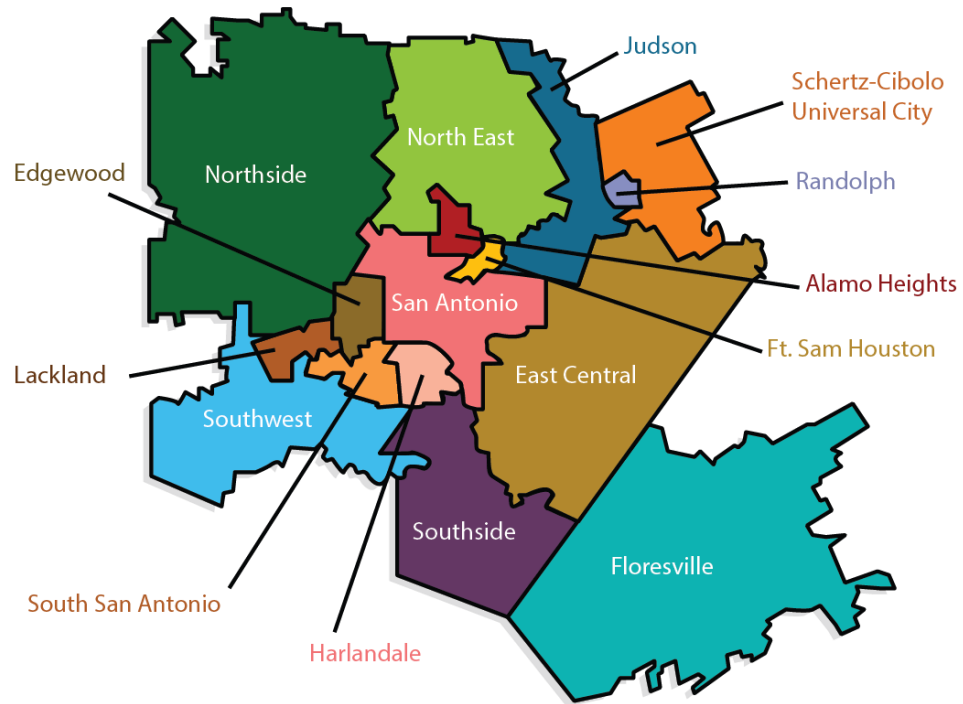 Judson
Schertz-Cibolo
Universal City
North East
Edgewood
Northside
Randolph
Alamo Heights
San Antonio
Ft. Sam Houston
Lackland
East Central
Southwest
Southside
Floresville
South San Antonio
Harlandale